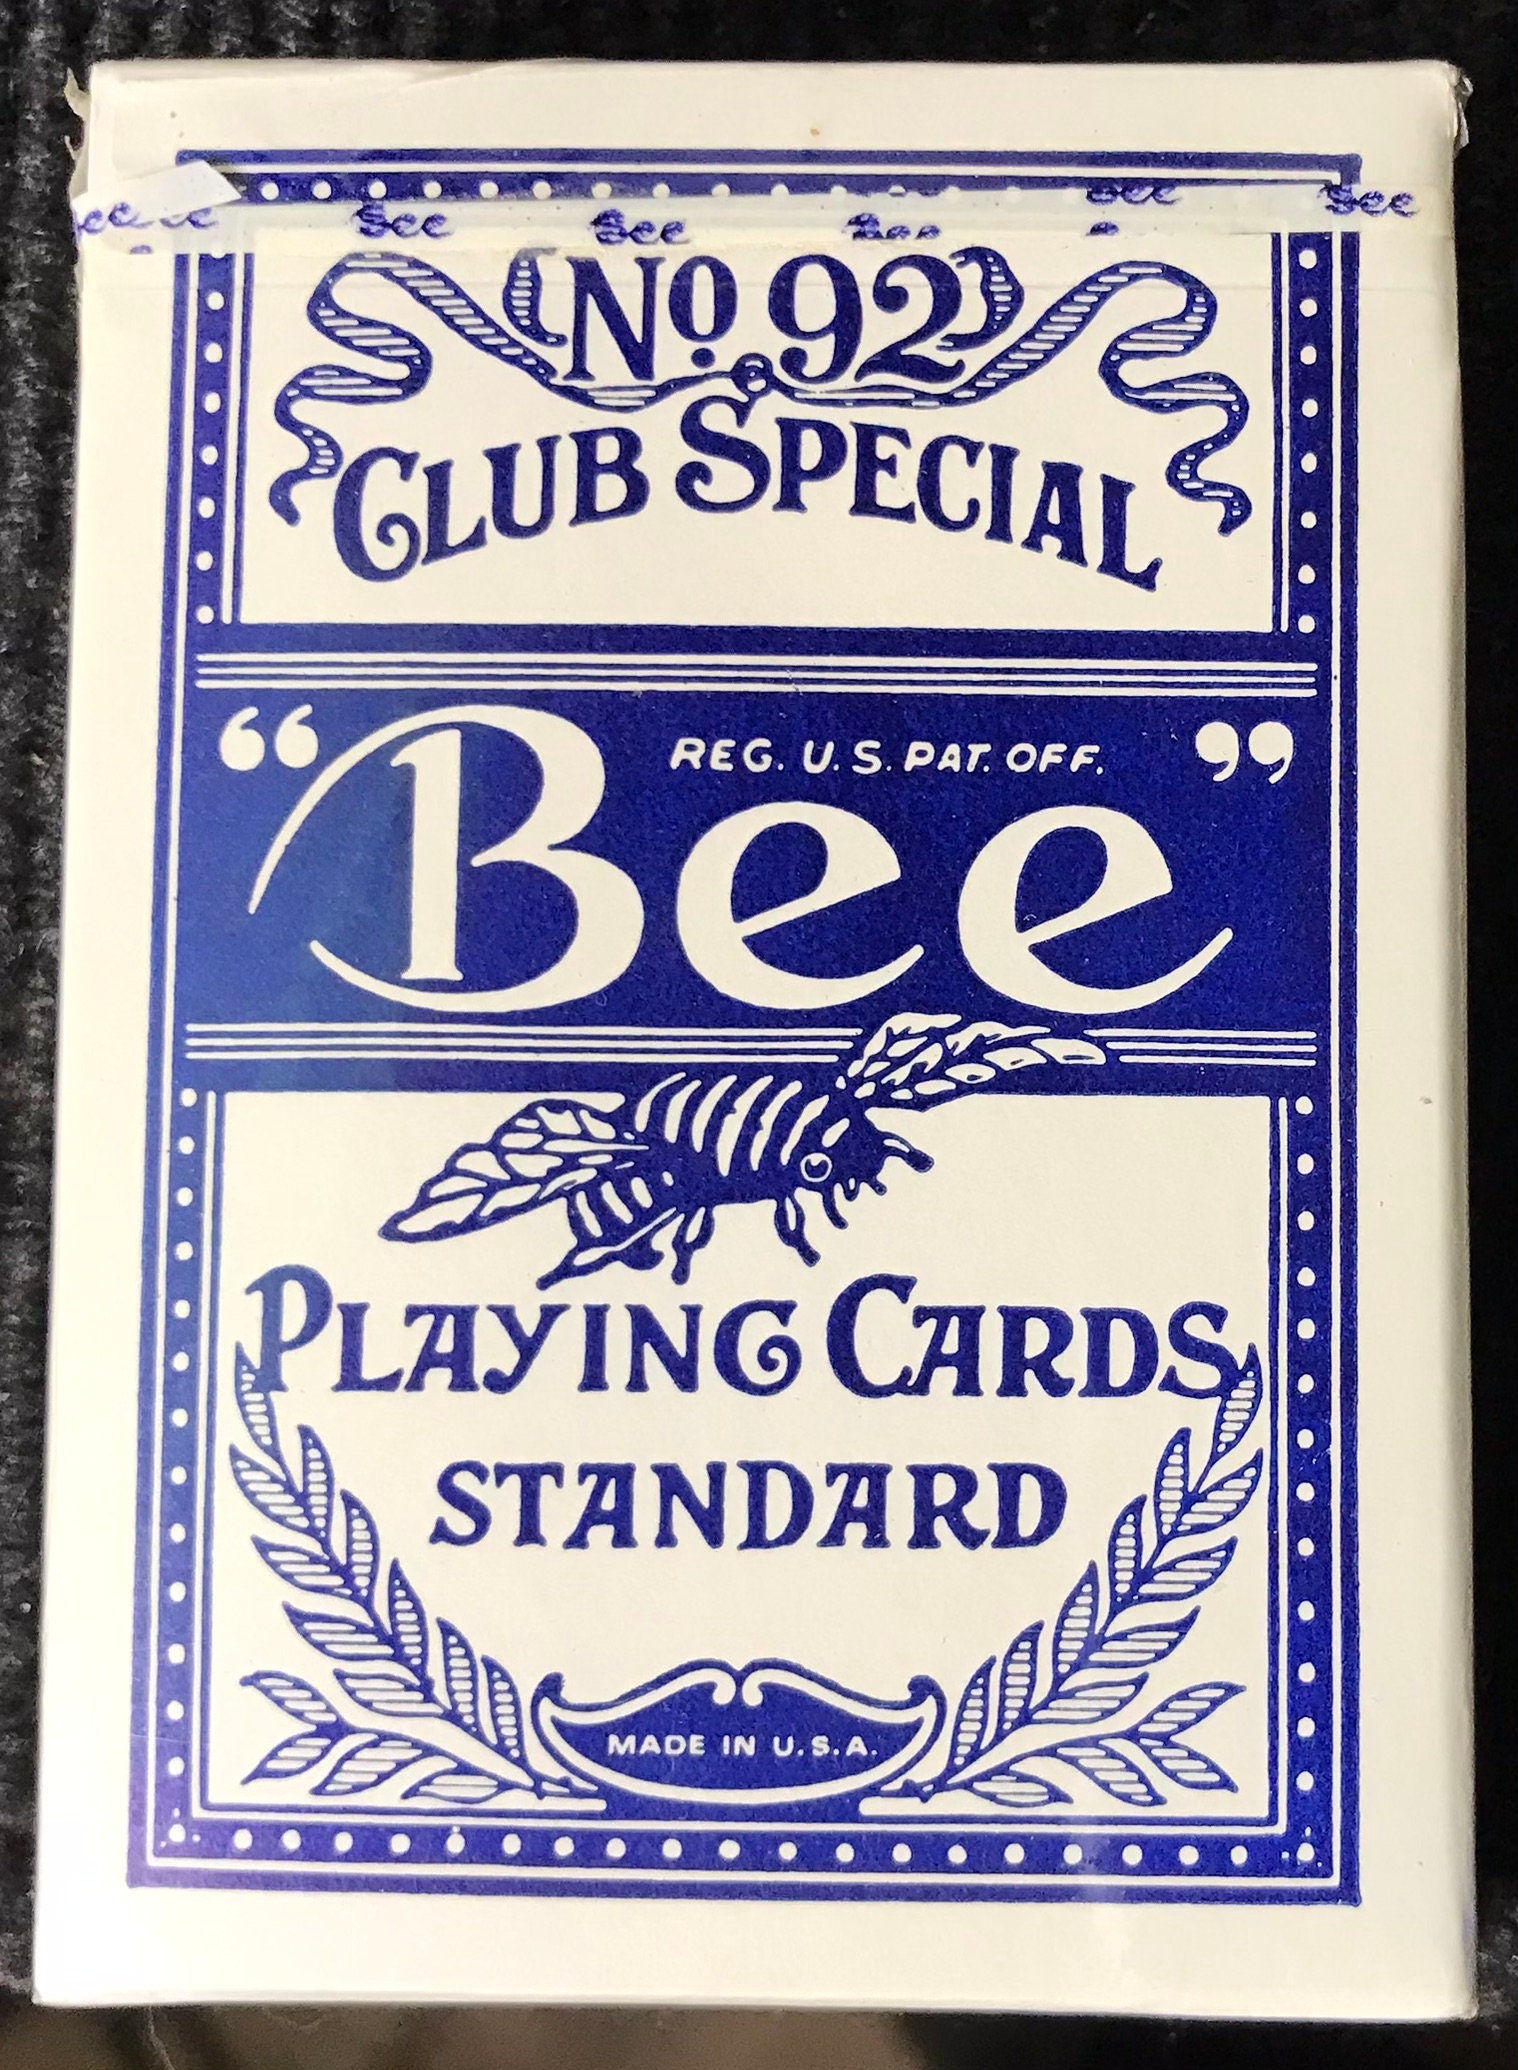 Bee Bee Bee Bee Bee
No. 92
CLUB SPECIAL
“Bee”
REG. U.S. PAT. OFF.
PLAYING CARDS
STANDARD
MADE IN U.S.A.